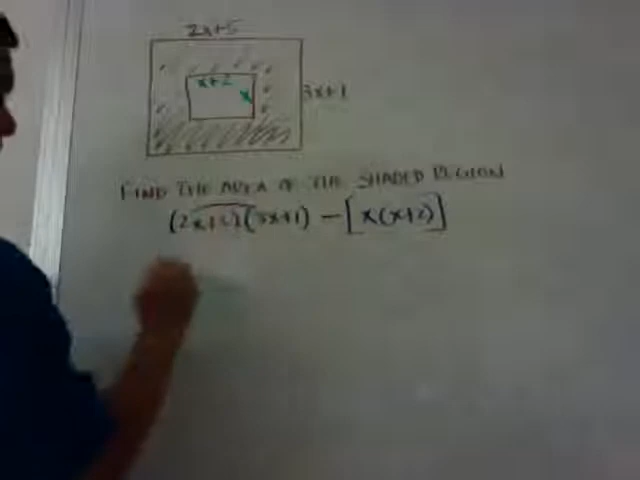 2x+5
x+2
x
3x+1
FIND THE AREA OF THE SHADED REGION
(2x+5)(3x+1) - [x(x+2)]